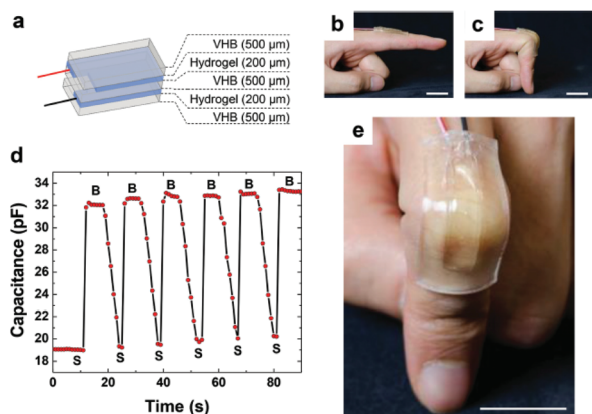 a
VHB (500 µm)
Hydrogel (200 µm)
VHB (500 µm)
Hydrogel (200 µm)
VHB (500 µm)
b
c
d
Capacitance (pF)
34
32
30
28
26
24
22
20
18
B B B B B B
S S S S S S
0 20 40 60 80
Time (s)
e